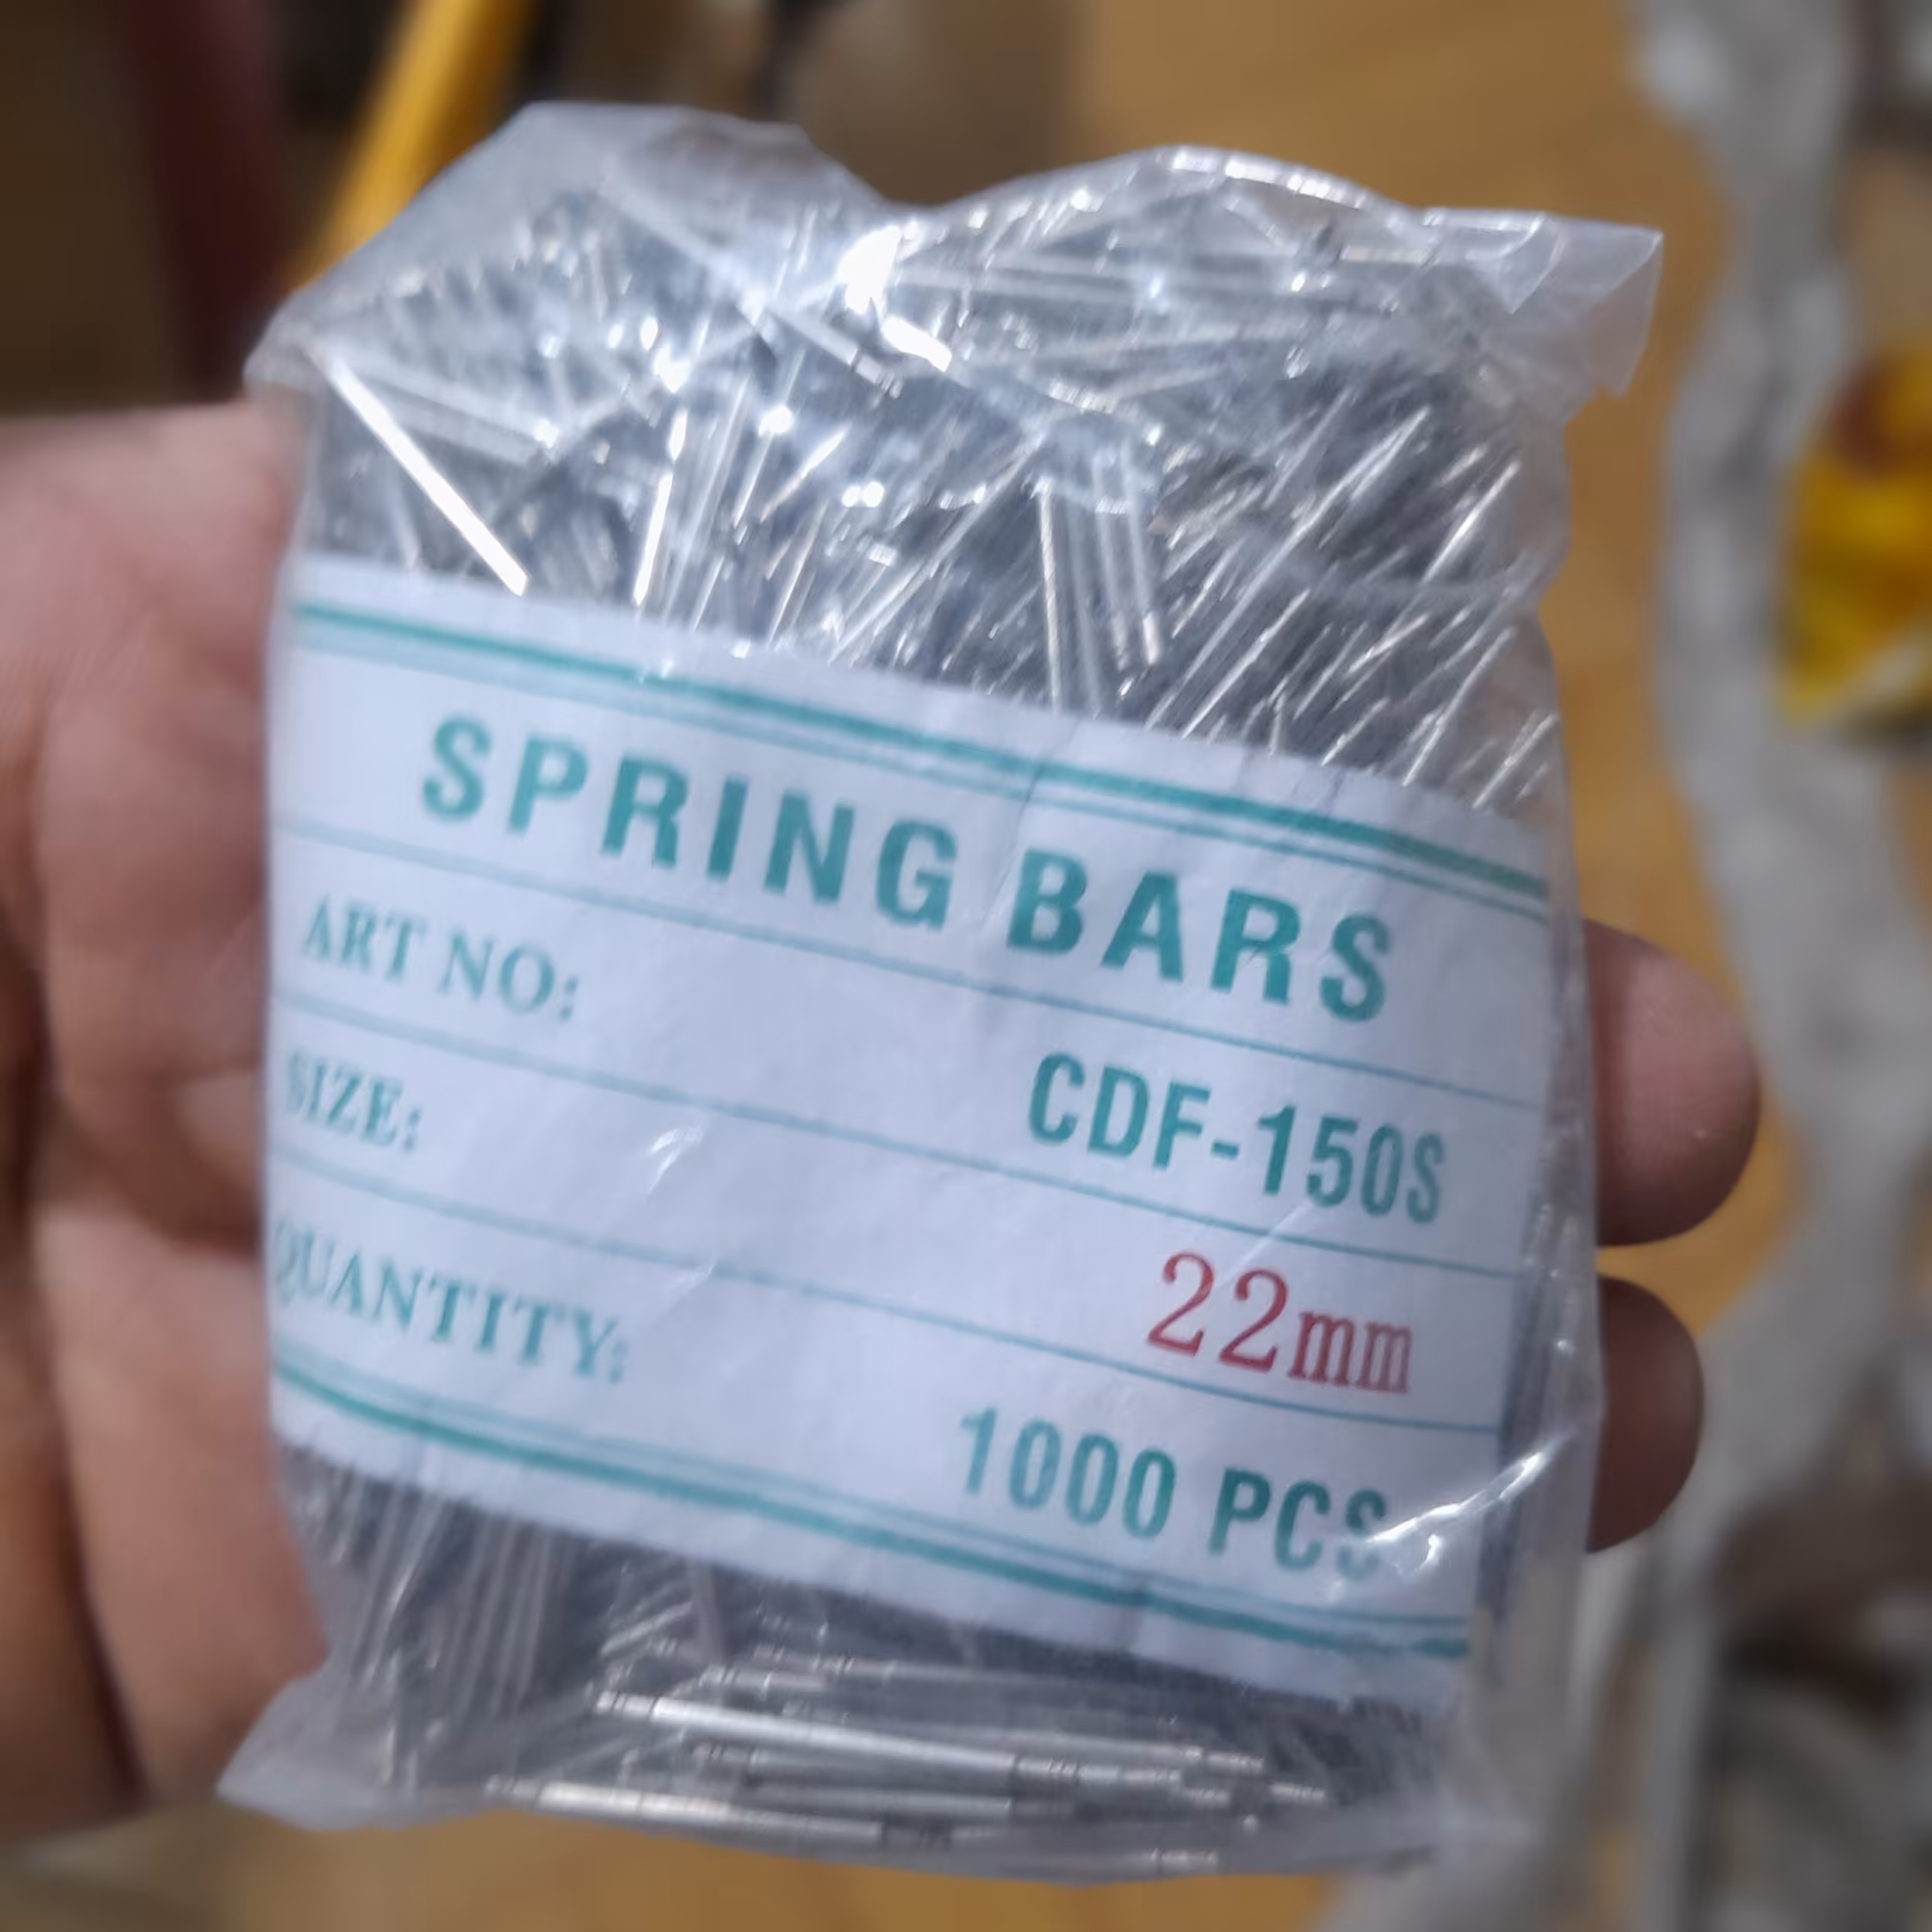 SPRING BARS
ART NO:
CDF-150S
SIZE:
22mm
QUANTITY:
1000 PCS